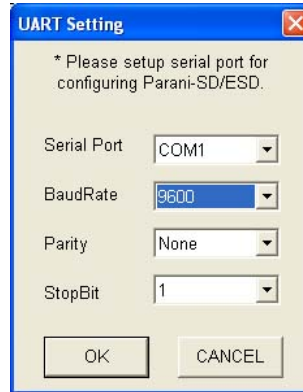 UART Setting
* Please setup serial port for
configuring Parani-SD/ESD.
Serial Port COM1
BaudRate 9600
Parity None
StopBit 1
OK CANCEL